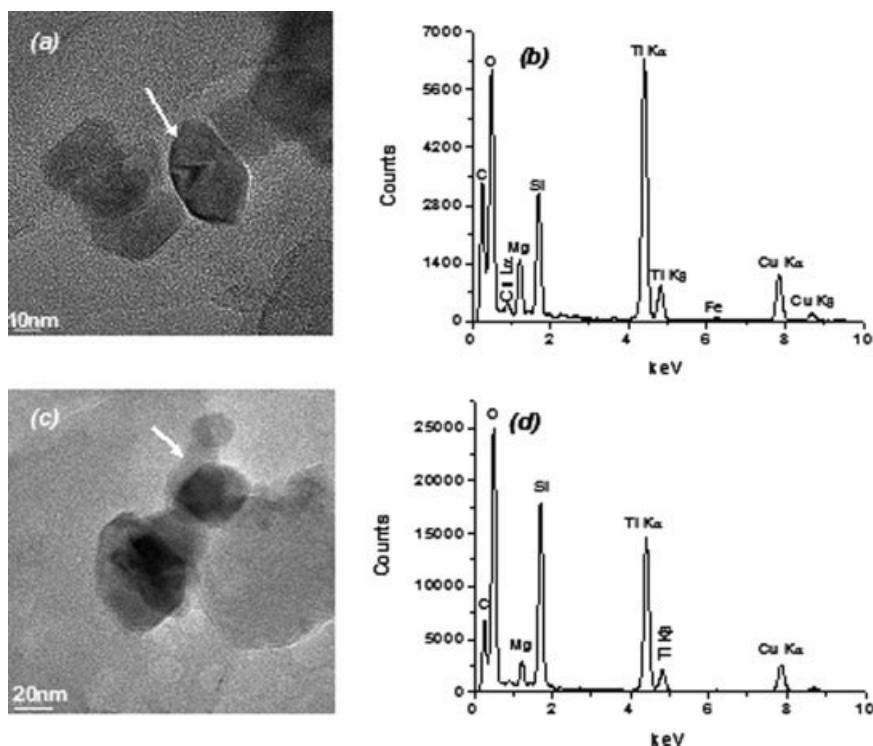 (a)
10nm
(b)
7000
5600
4200
2800
1400
0
Counts
C
O
Cu Lα
Mg
Si
Ti Kα
Ti Kβ
Fe
Cu Kα
Cu Kβ
0 2 4 6 8 10
keV
(c)
20nm
(d)
25000
20000
15000
10000
5000
0
Counts
C
O
Mg
Si
Ti Kα
Ti Kβ
Cu Kα
0 2 4 6 8 10
keV